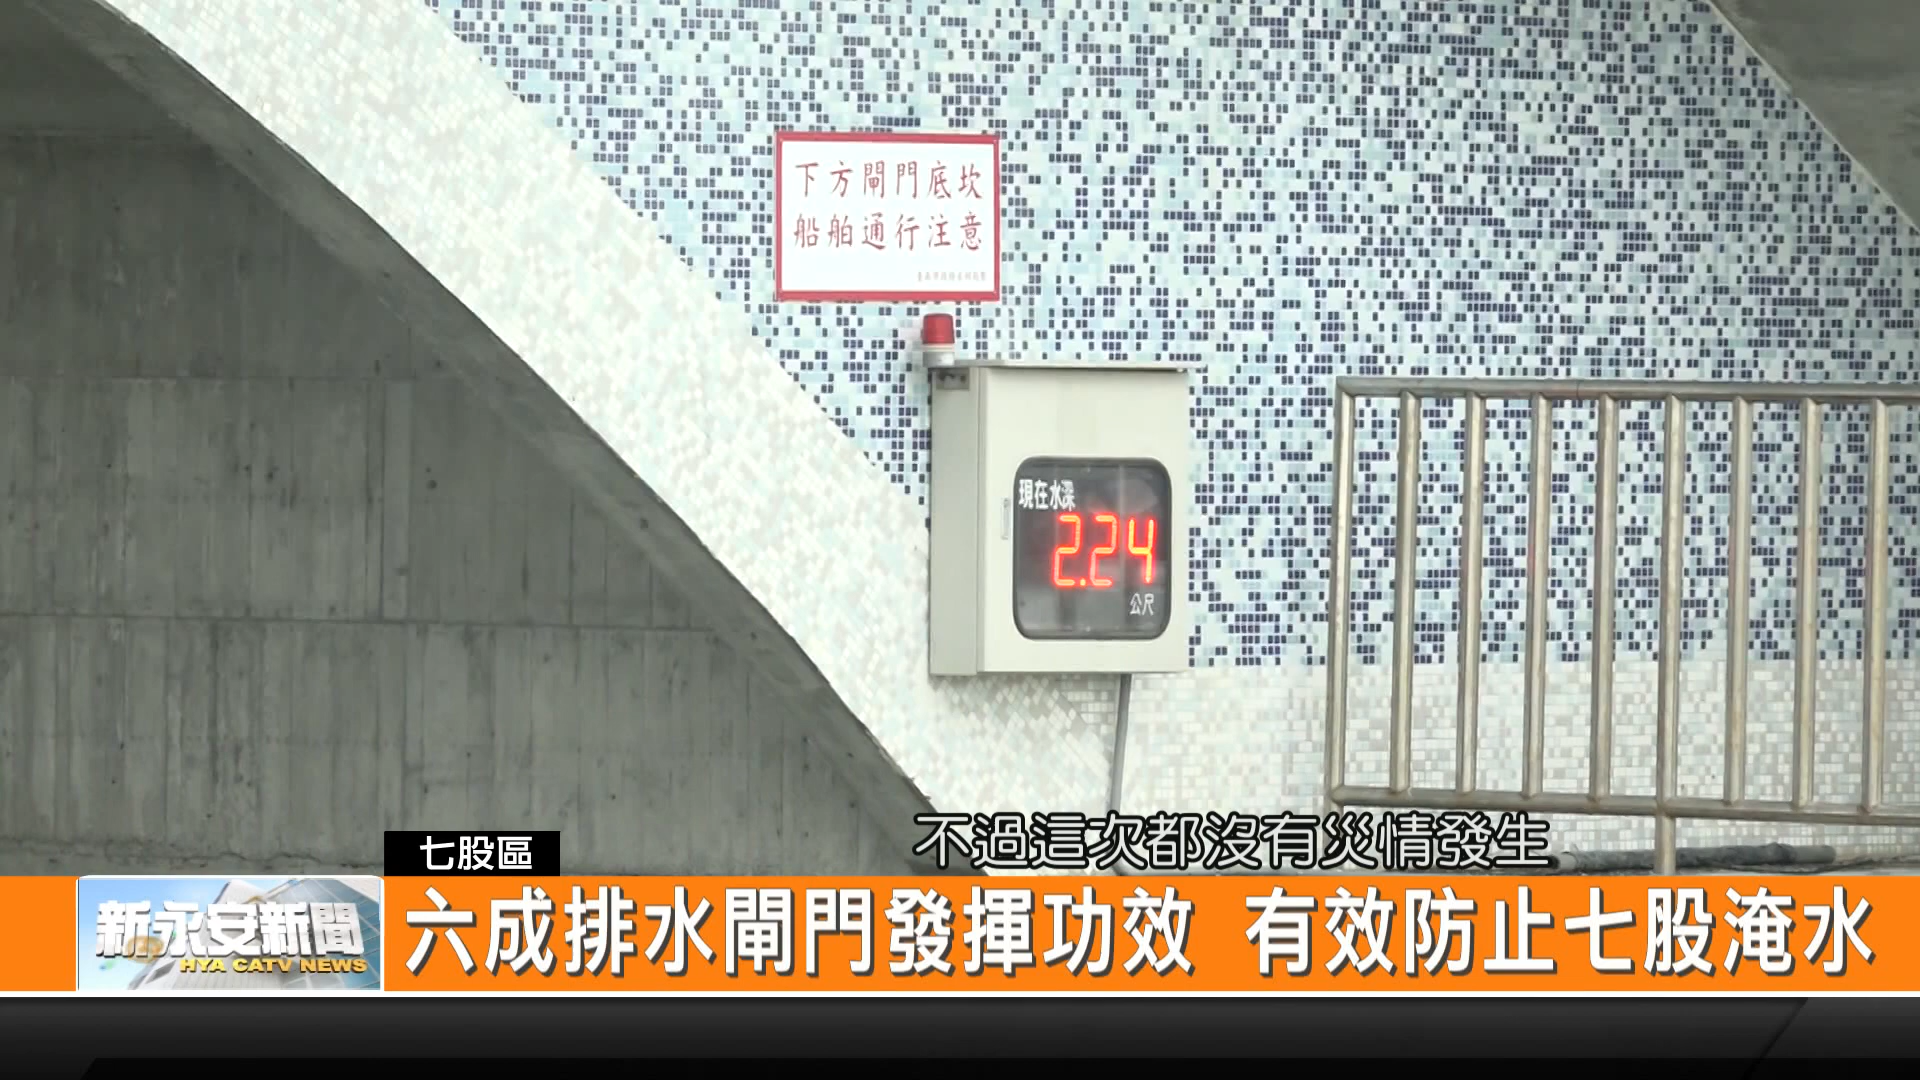 下方閘門底坎
船舶通行注意
現在水深
2.24
公尺
不過這次都沒有災情發生
七股區
新永安新聞
HYA CATV NEWS
六成排水閘門發揮功效 有效防止七股淹水